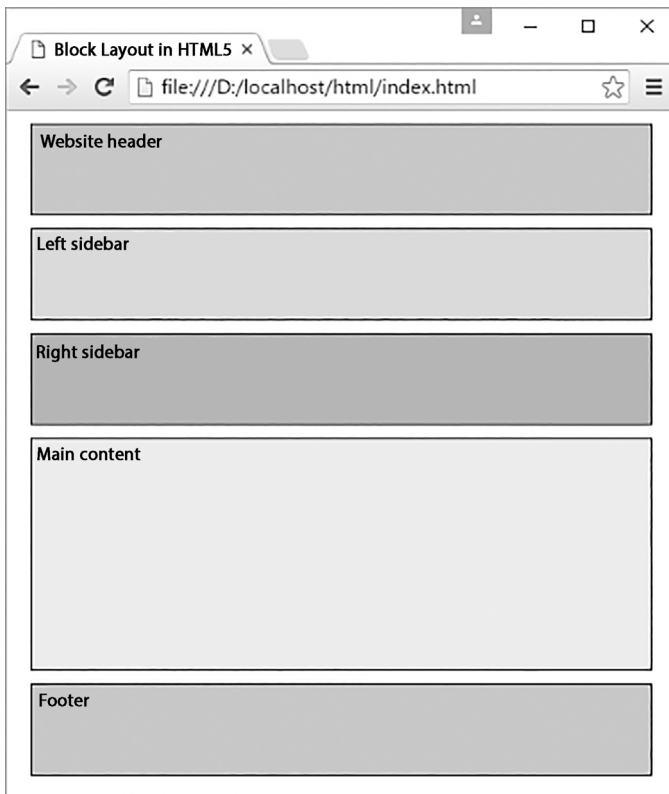 Block Layout in HTML5
file:///D:/localhost/html/index.html
Website header
Left sidebar
Right sidebar
Main content
Footer